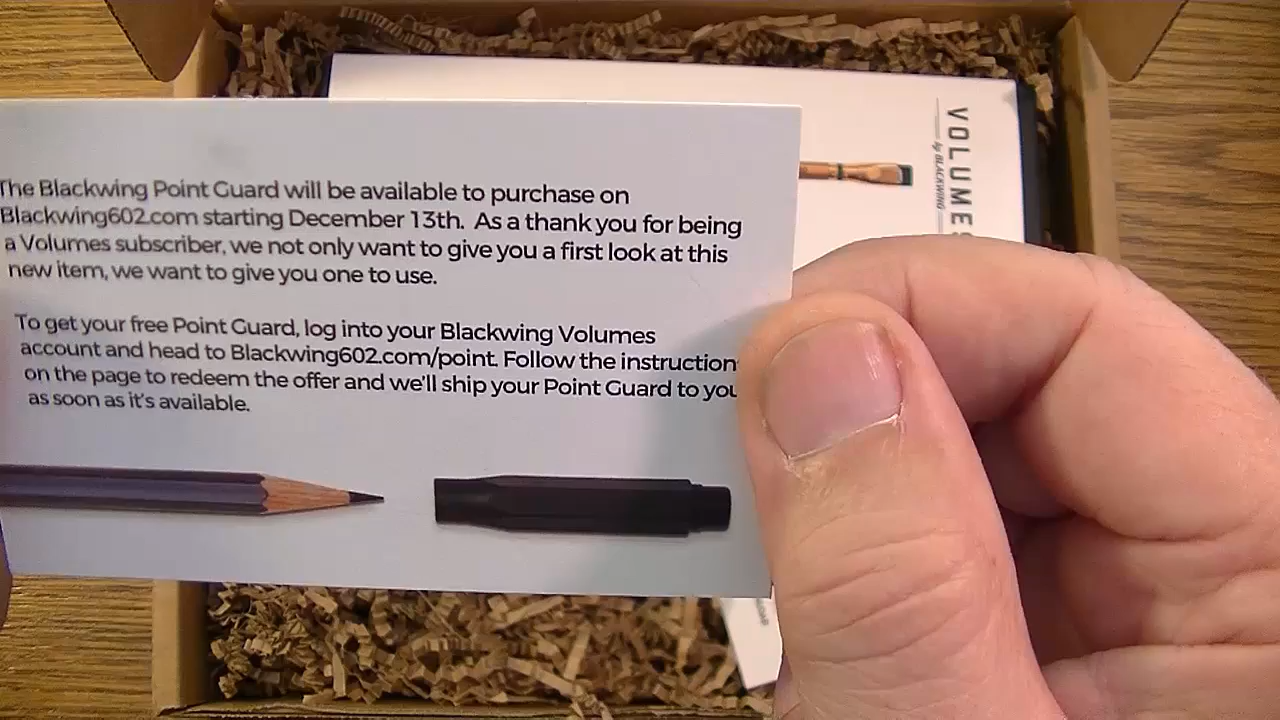 The Blackwing Point Guard will be available to purchase on
Blackwing602.com starting December 13th. As a thank you for being
a Volumes subscriber, we not only want to give you a first look at this
new item, we want to give you one to use.
To get your free Point Guard, log into your Blackwing Volumes
account and head to Blackwing602.com/point. Follow the instruction
on the page to redeem the offer and we'll ship your Point Guard to you
as soon as it's available.
VOLUMES
by BLACKWING